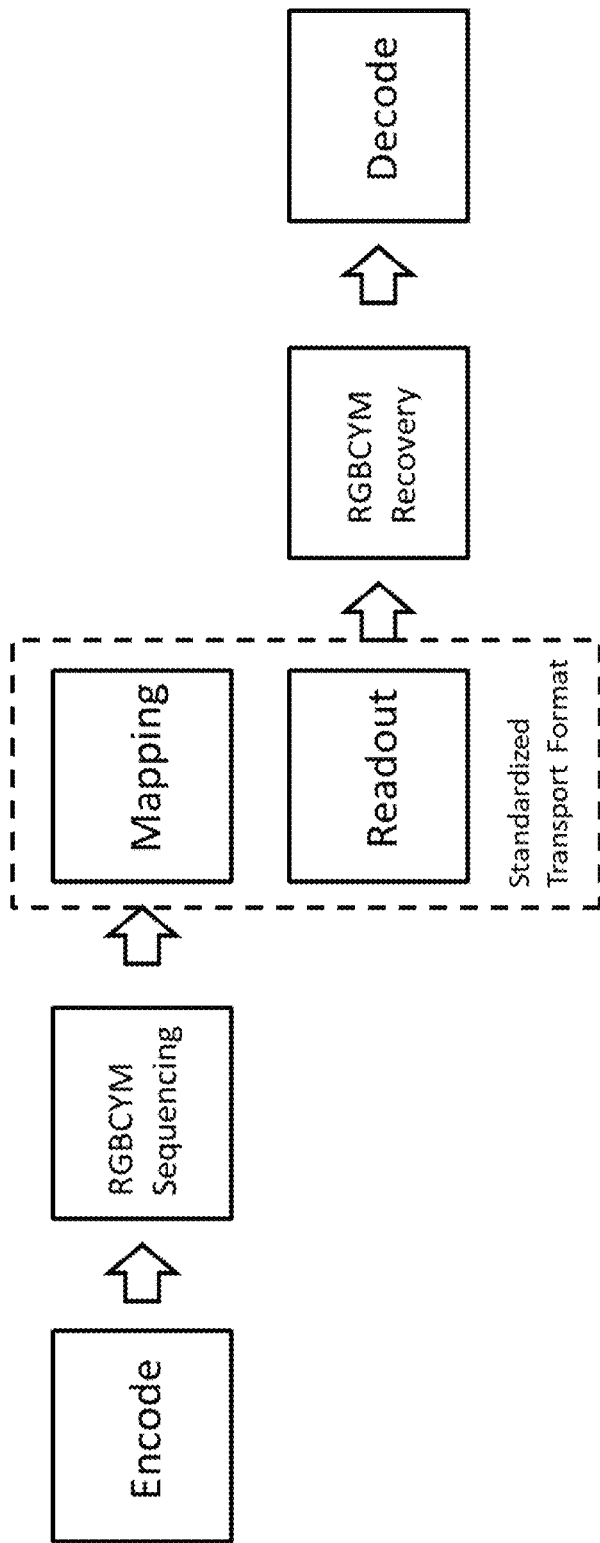 Encode
RGBCYM
Sequencing
Mapping
Readout
Standardized
Transport Format
RGBCYM
Recovery
Decode